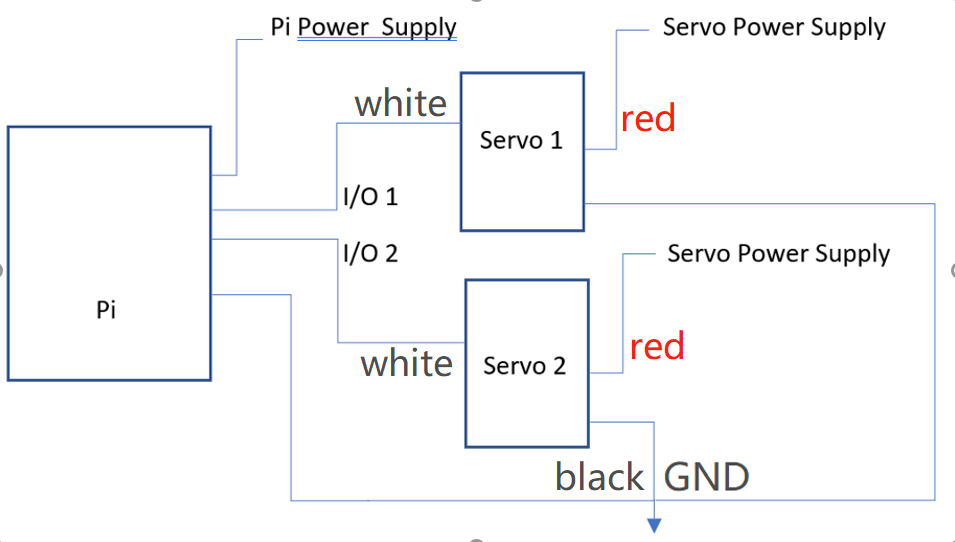 Pi Power Supply
Servo Power Supply
white
red
Servo 1
I/O 1
I/O 2
Servo Power Supply
Pi
red
white
Servo 2
black
GND